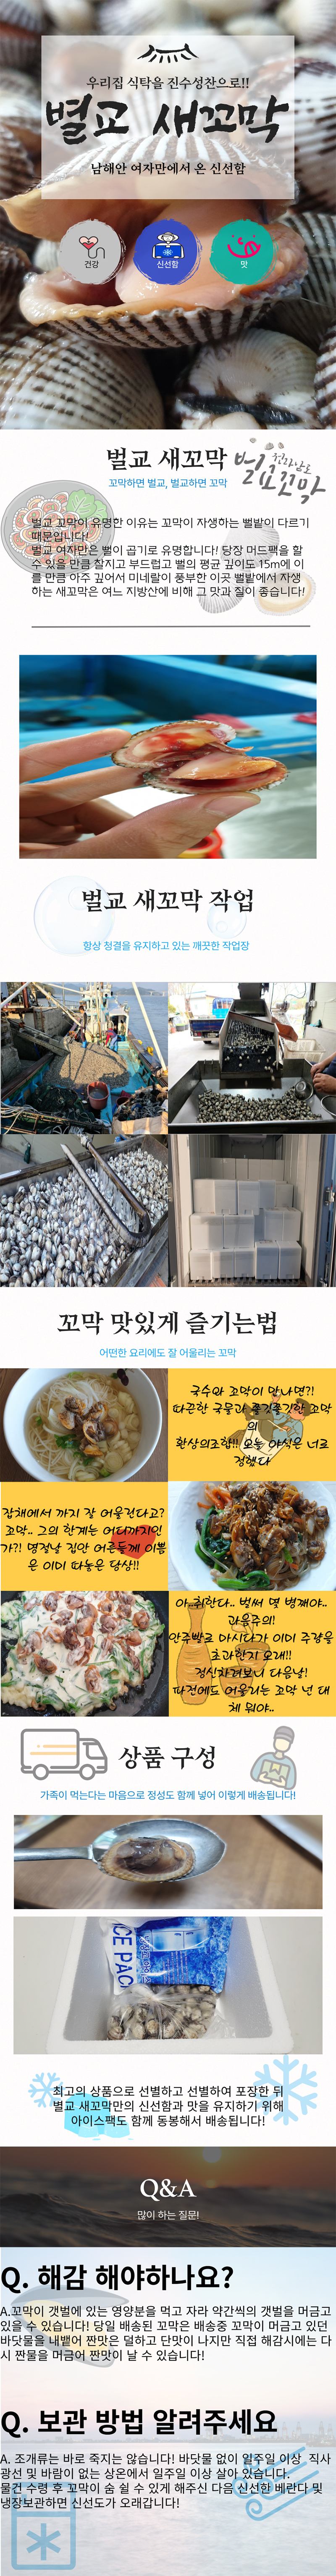 우리집 식탁을 진수성찬으로!!
별교 새꼬막
남해안 여자만에서 온 신선함
건강
신선함
맛
벌교 새꼬막
꼬막하면 벌교, 벌교하면 꼬막
전라남도
벌교꼬막
벌교 꼬막이 유명한 이유는 꼬막이 자생하는 뻘밭이 다르기
때문입니다!
벌교 여자만은 뻘이 곱기로 유명합니다! 당장 머드팩을 할
수 있을 만큼 찰지고 부드럽고 뻘의 평균 깊이도 15m에 이
를 만큼 아주 깊어서 미네랄이 풍부한 이곳 뻘밭에서 자생
하는 새꼬막은 여느 지방산에 비해 그 맛과 질이 좋습니다!
벌교 새꼬막 작업
항상 청결을 유지하고 있는 깨끗한 작업장
꼬막 맛있게 즐기는법
어떠한 요리에도 잘 어울리는 꼬막
국수와 꼬막이 만나면?!
따끈한 국물과 쫄깃쫄깃한 꼬막
의
환상의조합!! 오늘 야식은 너로
정했다
잡채에서 까지 잘 어울린다고?
꼬막.. 그의 한계는 어디까지인
가?! 명절날 집안 어른들께 이쁨
은 이미 따놓은 당상!!
아 취한다.. 벌써 몇 병째야..
과음주의!
안주발로 마시다가 이미 주량을
초과한지 오래!!
정신차려보니 다음날!
파전에도 어울리는 꼬막 넌 대
체 뭐야..
상품 구성
가족이 먹는다는 마음으로 정성도 함께 넣어 이렇게 배송됩니다!
ICE PACK
최고의 상품으로 선별하고 선별하여 포장한 뒤
별교 새꼬막만의 신선함과 맛을 유지하기 위해
아이스팩도 함께 동봉해서 배송됩니다!
Q&A
많이 하는 질문!
Q. 해감 해야하나요?
A.꼬막이 갯벌에 있는 영양분을 먹고 자라 약간씩의 갯벌을 머금고
있을 수 있습니다! 당일 배송된 꼬막은 배송중 꼬막이 머금고 있던
바닷물을 내뱉어 짠맛은 덜하고 단맛이 나지만 직접 해감시에는 다
시 짠물을 머금어 짠맛이 날 수 있습니다!
Q. 보관 방법 알려주세요
A. 조개류는 바로 죽지는 않습니다! 바닷물 없이 일주일 이상 직사
광선 및 바람이 없는 상온에서 일주일 이상 살아 있습니다.
물건 수령 후 꼬막이 숨 쉴 수 있게 해주신 다음 신선한 베란다 및
냉장보관하면 신선도가 오래갑니다!